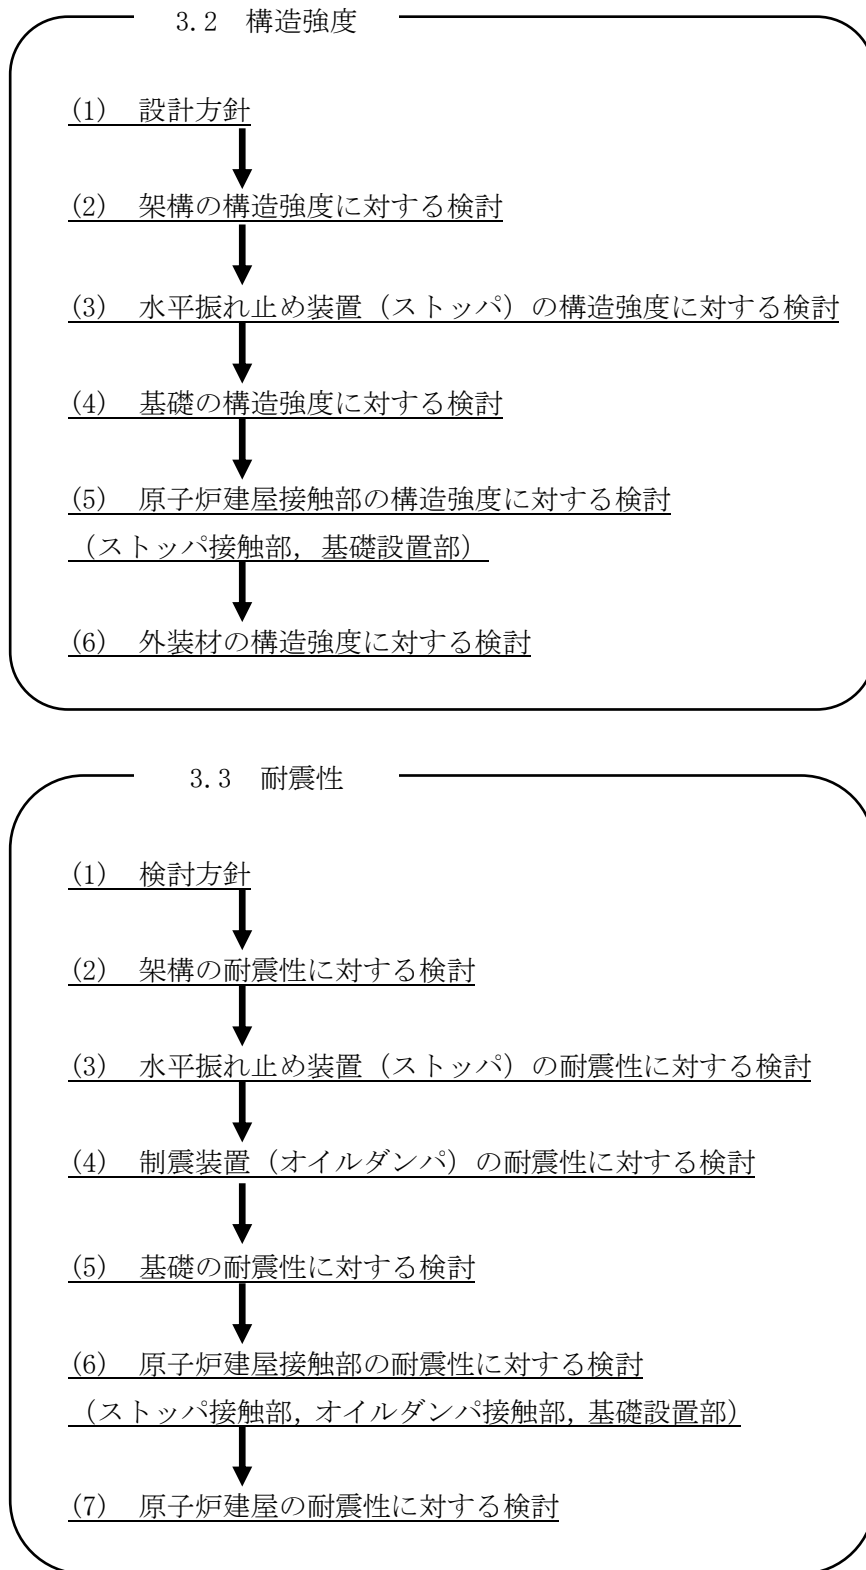 3.2 構造強度
(1) 設計方針
(2) 架構の構造強度に対する検討
(3) 水平振れ止め装置（ストッパ）の構造強度に対する検討
(4) 基礎の構造強度に対する検討
(5) 原子炉建屋接触部の構造強度に対する検討
（ストッパ接触部, 基礎設置部）
(6) 外装材の構造強度に対する検討
3.3 耐震性
(1) 検討方針
(2) 架構の耐震性に対する検討
(3) 水平振れ止め装置（ストッパ）の耐震性に対する検討
(4) 制震装置（オイルダンパ）の耐震性に対する検討
(5) 基礎の耐震性に対する検討
(6) 原子炉建屋接触部の耐震性に対する検討
（ストッパ接触部, オイルダンパ接触部, 基礎設置部）
(7) 原子炉建屋の耐震性に対する検討